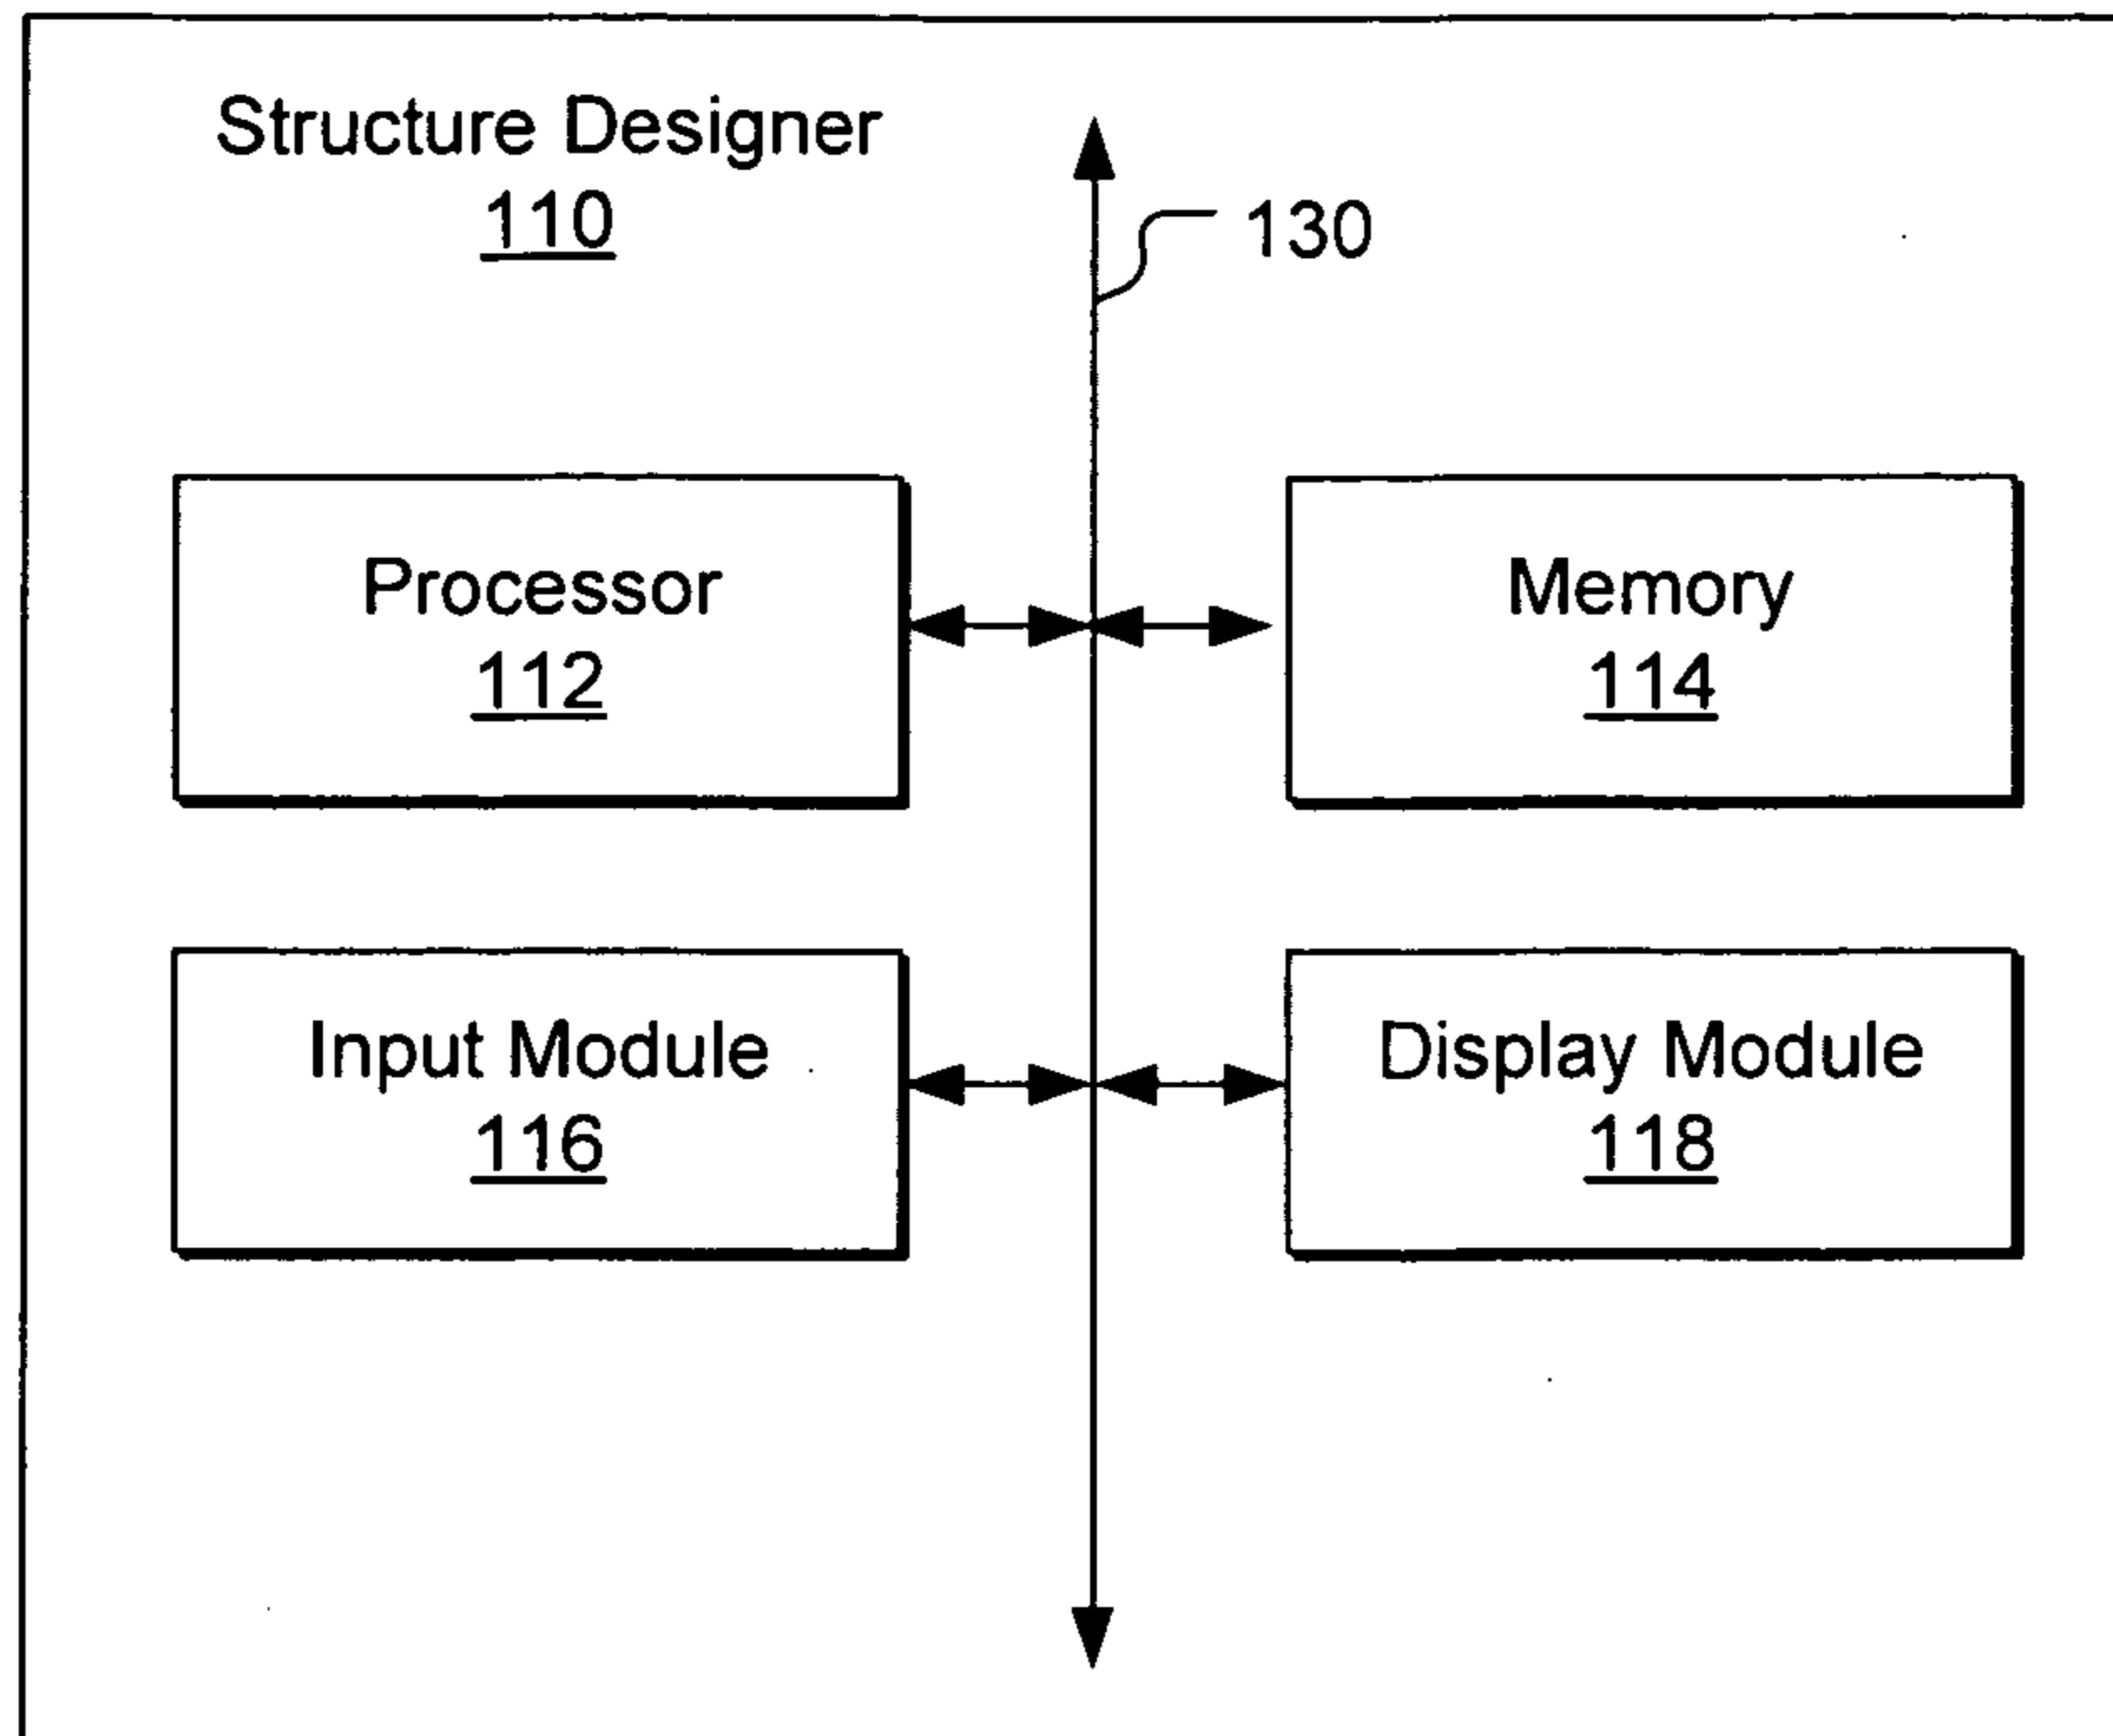 Structure Designer
110
130
Processor
112
Memory
114
Input Module
116
Display Module
118